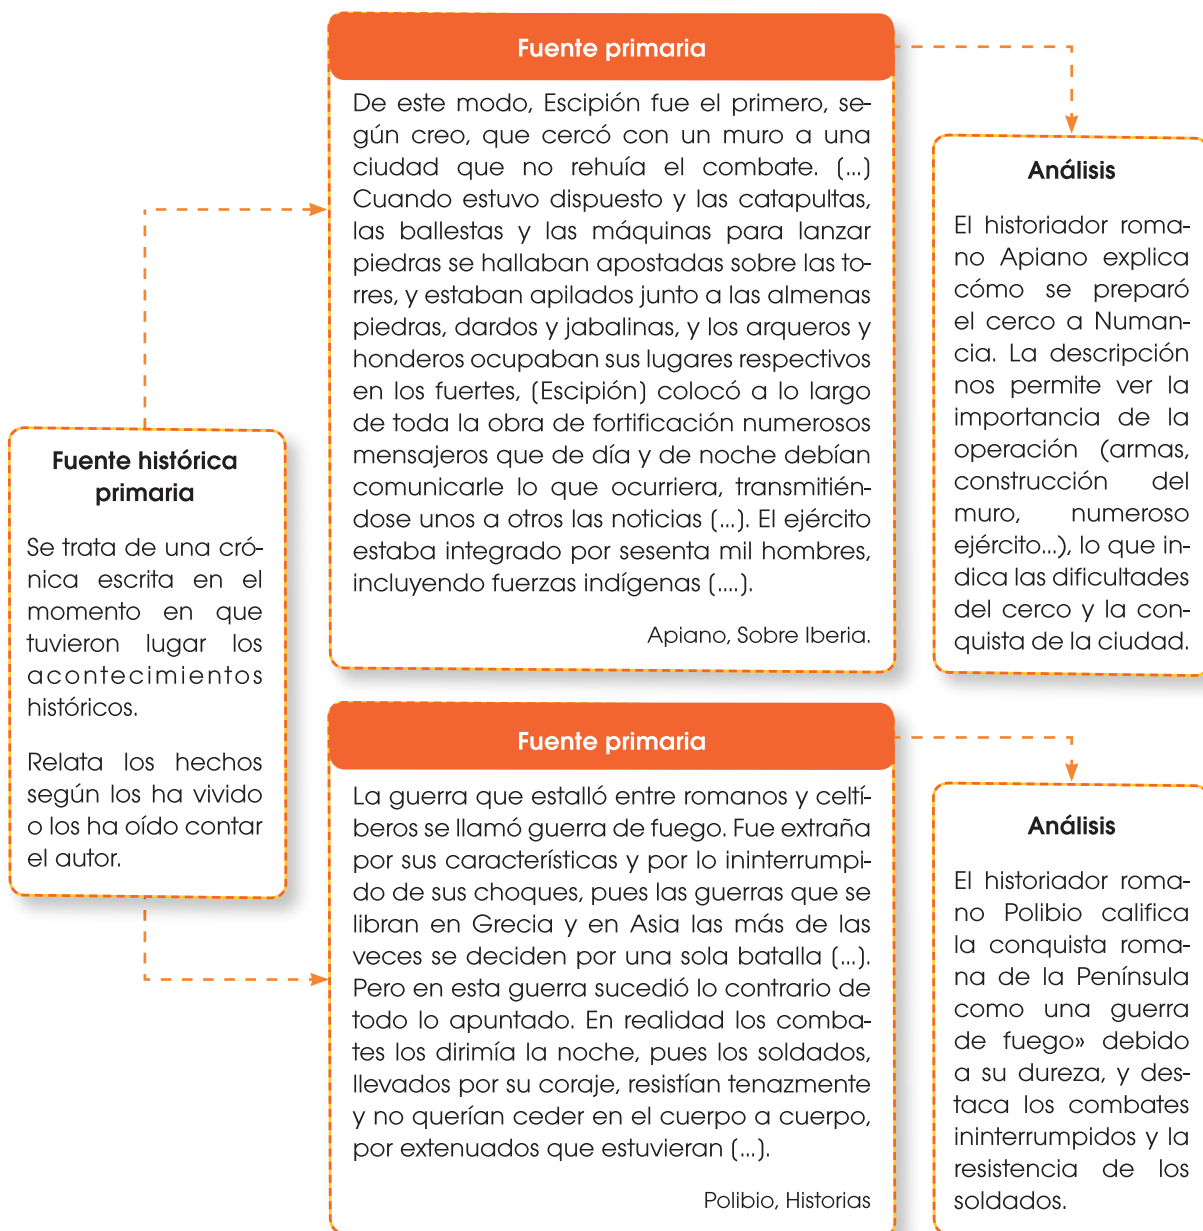 Fuente histórica
primaria
Se trata de una cró-
nica escrita en el
momento en que
tuvieron lugar los
acontecimientos
históricos.
Relata los hechos
según los ha vivido
o los ha oído contar
el autor.
Fuente primaria
De este modo, Escipión fue el primero, se-
gún creo, que cercó con un muro a una
ciudad que no rehuía el combate. (...)
Cuando estuvo dispuesto y las catapultas,
las ballestas y las máquinas para lanzar
piedras se hallaban apostadas sobre las to-
rres, y estaban apilados junto a las almenas
piedras, dardos y jabalinas, y los arqueros y
honderos ocupaban sus lugares respectivos
en los fuertes, (Escipión) colocó a lo largo
de toda la obra de fortificación numerosos
mensajeros que de día y de noche debían
comunicarle lo que ocurriera, transmitién-
dose unos a otros las noticias (...). El ejército
estaba integrado por sesenta mil hombres,
incluyendo fuerzas indígenas (....).
Apiano, Sobre Iberia.
Análisis
El historiador roma-
no Apiano explica
cómo se preparó
el cerco a Numan-
cia. La descripción
nos permite ver la
importancia de la
operación (armas,
construcción del
muro, numeroso
ejército...), lo que in-
dica las dificultades
del cerco y la con-
quista de la ciudad.
Fuente primaria
La guerra que estalló entre romanos y celtí-
beros se llamó guerra de fuego. Fue extraña
por sus características y por lo ininterrumpi-
do de sus choques, pues las guerras que se
libran en Grecia y en Asia las más de las
veces se deciden por una sola batalla (...).
Pero en esta guerra sucedió lo contrario de
todo lo apuntado. En realidad los comba-
tes los dirimía la noche, pues los soldados,
llevados por su coraje, resistían tenazmente
y no querían ceder en el cuerpo a cuerpo,
por extenuados que estuvieran (...).
Polibio, Historias
Análisis
El historiador roma-
no Polibio califica
la conquista roma-
na de la Península
como una guerra
de fuego» debido
a su dureza, y des-
taca los combates
ininterrumpidos y la
resistencia de los
soldados.